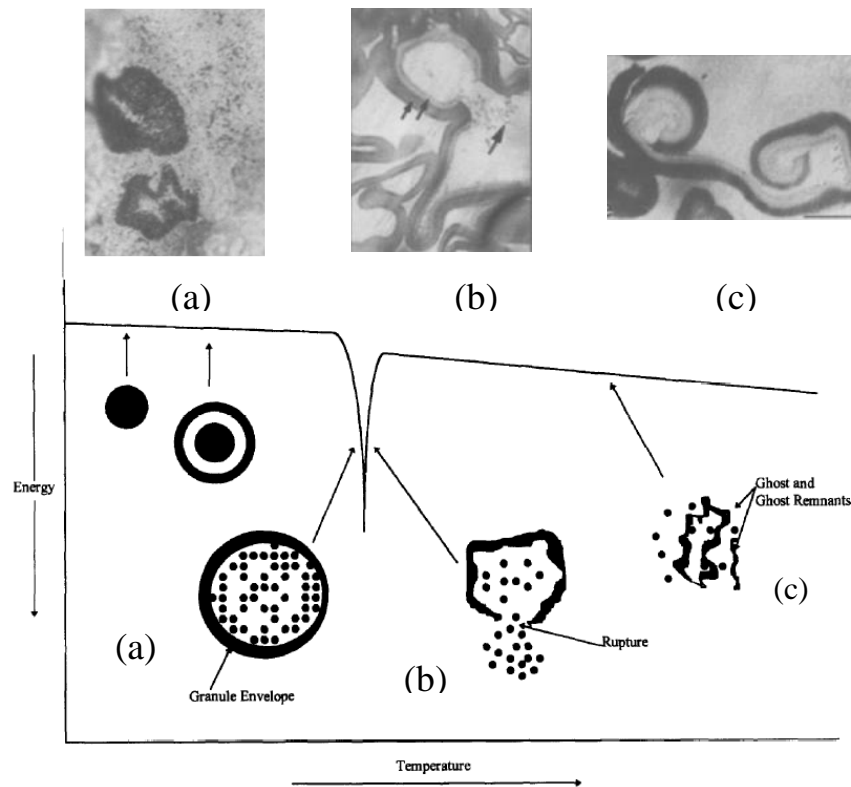 (a)
(b)
(c)
Energy
Ghost and
Ghost Remnants
(c)
(a)
Rupture
(b)
Granule Envelope
Temperature